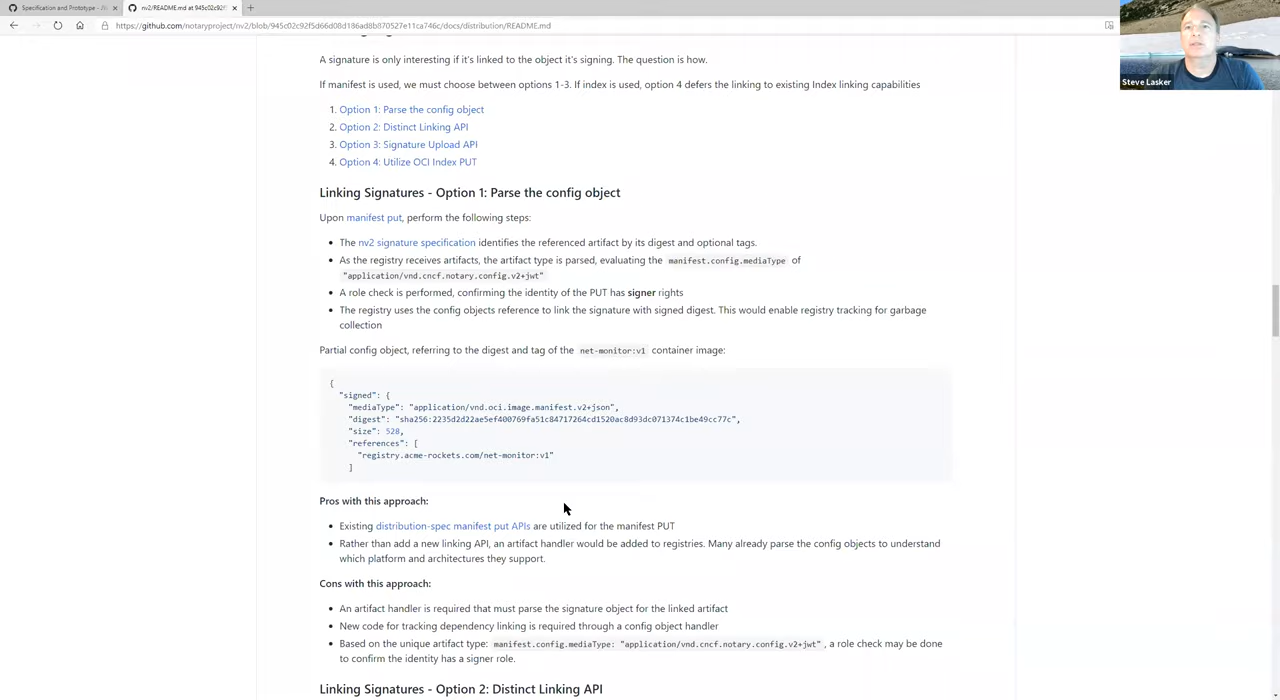 Specification and Prototype -
nv2/README.md at 945c02c92f
https://github.com/notaryproject/nv2/blob/945c02c92f5d66d08d186ad8b870527e11ca746c/docs/distribution/README.md
Steve Lasker
A signature is only interesting if it's linked to the object it's signing. The question is how.
If manifest is used, we must choose between options 1-3. If index is used, option 4 defers the linking to existing Index linking capabilities
1. Option 1: Parse the config object
2. Option 2: Distinct Linking API
3. Option 3: Signature Upload API
4. Option 4: Utilize OCI Index PUT
Linking Signatures - Option 1: Parse the config object
Upon manifest put, perform the following steps:
• The nv2 signature specification identifies the referenced artifact by its digest and optional tags.
• As the registry receives artifacts, the artifact type is parsed, evaluating the manifest.config.mediaType of
"application/vnd.cncf.notary.config.v2+jwt"
• A role check is performed, confirming the identity of the PUT has signer rights
• The registry uses the config objects reference to link the signature with signed digest. This would enable registry tracking for garbage
collection
Partial config object, referring to the digest and tag of the net-monitor:v1 container image:
{
"signed": {
"mediaType": "application/vnd.oci.image.manifest.v2+json",
"digest": "sha256:2235d2d22ae5ef400769fa51c84717264cd1520ac8d93dc071374c1be49cc77c",
"size": 528,
"references": [
"registry.acme-rockets.com/net-monitor:v1"
]
Pros with this approach:
• Existing distribution-spec manifest put APIs are utilized for the manifest PUT
• Rather than add a new linking API, an artifact handler would be added to registries. Many already parse the config objects to understand
which platform and architectures they support.
Cons with this approach:
• An artifact handler is required that must parse the signature object for the linked artifact
• New code for tracking dependency linking is required through a config object handler
• Based on the unique artifact type: manifest.config.mediaType: "application/vnd.cncf.notary.config.v2+jwt", a role check may be done
to confirm the identity has a signer role.
Linking Signatures - Option 2: Distinct Linking API